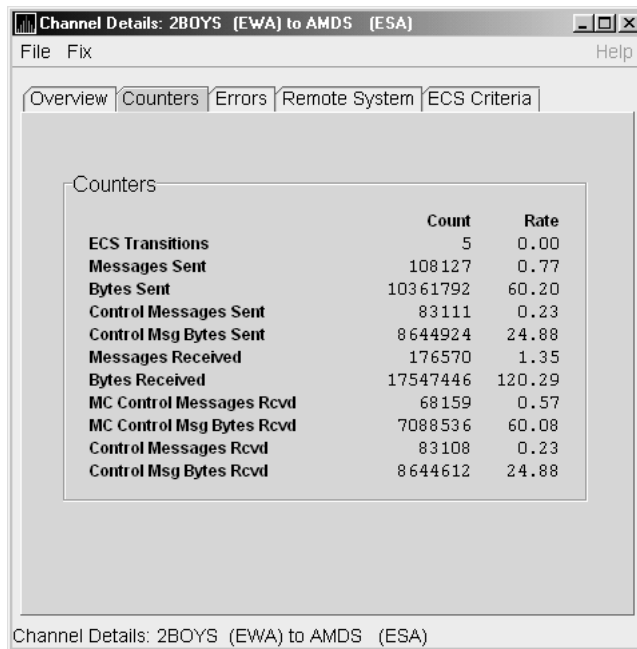 Channel Details: 2BOYS (EWA) to AMDS (ESA)
File Fix Help
Overview Counters Errors Remote System ECS Criteria
Counters
Count Rate
ECS Transitions 5 0.00
Messages Sent 108127 0.77
Bytes Sent 10361792 60.20
Control Messages Sent 83111 0.23
Control Msg Bytes Sent 8644924 24.88
Messages Received 176570 1.35
Bytes Received 17547446 120.29
MC Control Messages Rcvd 68159 0.57
MC Control Msg Bytes Rcvd 7088536 60.08
Control Messages Rcvd 83108 0.23
Control Msg Bytes Rcvd 8644612 24.88
Channel Details: 2BOYS (EWA) to AMDS (ESA)